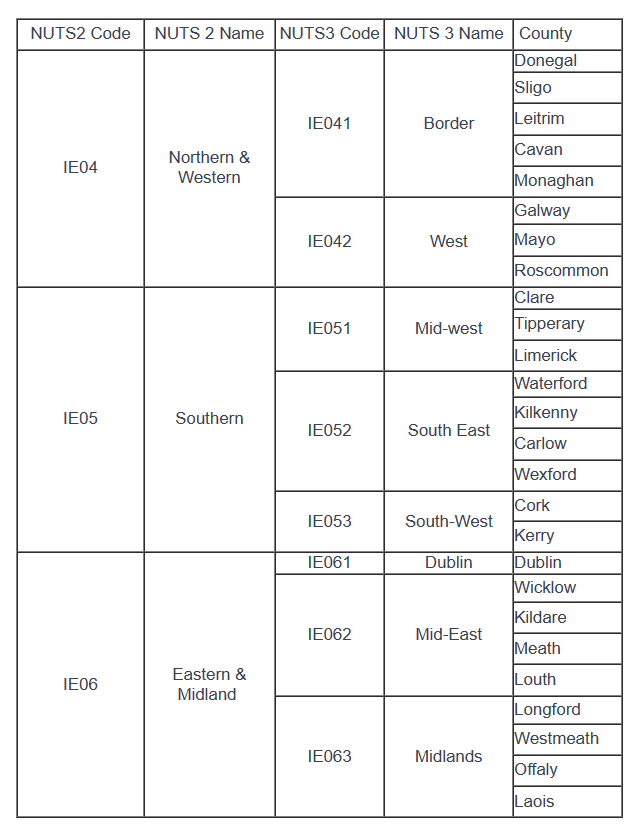 NUTS2 Code NUTS 2 Name NUTS3 Code NUTS 3 Name County
IE04 Northern & Western IE041 Border Donegal
Sligo
Leitrim
Cavan
Monaghan
IE042 West Galway
Mayo
Roscommon
IE05 Southern IE051 Mid-west Clare
Tipperary
Limerick
IE052 South East Waterford
Kilkenny
Carlow
Wexford
IE053 South-West Cork
Kerry
IE06 Eastern & Midland IE061 Dublin Dublin
IE062 Mid-East Wicklow
Kildare
Meath
Louth
IE063 Midlands Longford
Westmeath
Offaly
Laois